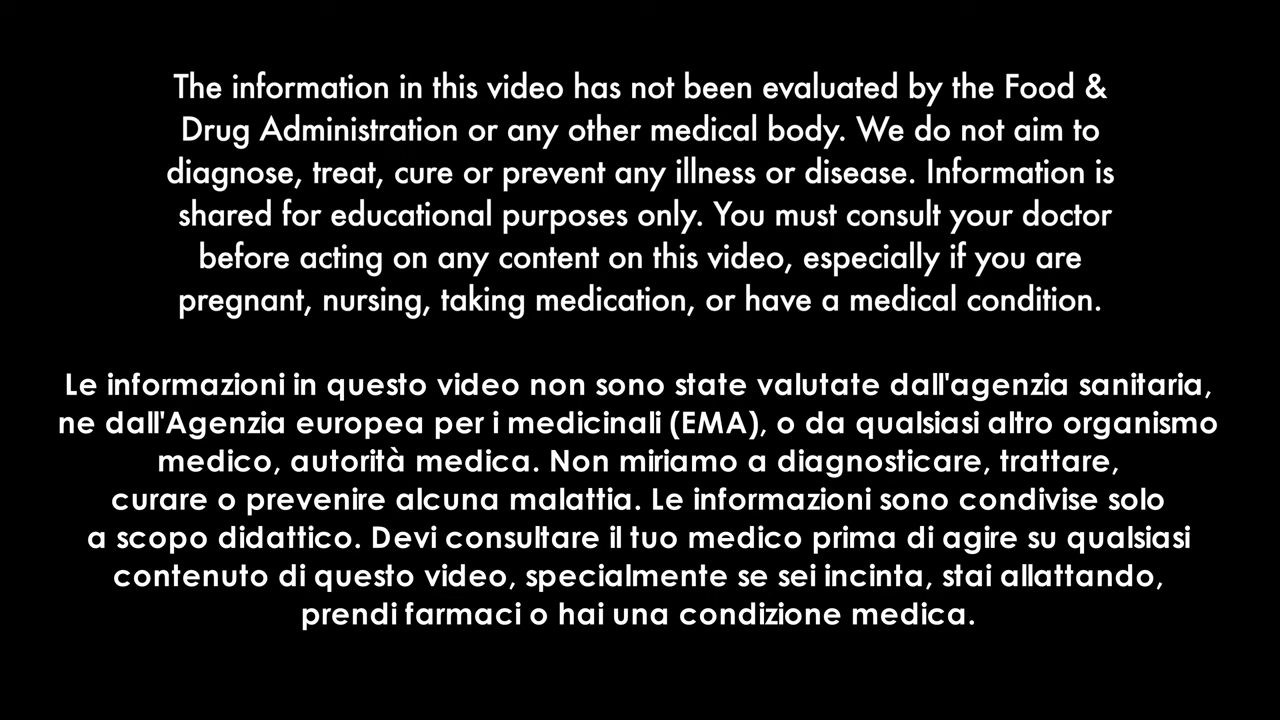 The information in this video has not been evaluated by the Food &
Drug Administration or any other medical body. We do not aim to
diagnose, treat, cure or prevent any illness or disease. Information is
shared for educational purposes only. You must consult your doctor
before acting on any content on this video, especially if you are
pregnant, nursing, taking medication, or have a medical condition.
Le informazioni in questo video non sono state valutate dall'agenzia sanitaria,
ne dall'Agenzia europea per i medicinali (EMA), o da qualsiasi altro organismo
medico, autorità medica. Non miriamo a diagnosticare, trattare,
curare o prevenire alcuna malattia. Le informazioni sono condivise solo
a scopo didattico. Devi consultare il tuo medico prima di agire su qualsiasi
contenuto di questo video, specialmente se sei incinta, stai allattando,
prendi farmaci o hai una condizione medica.